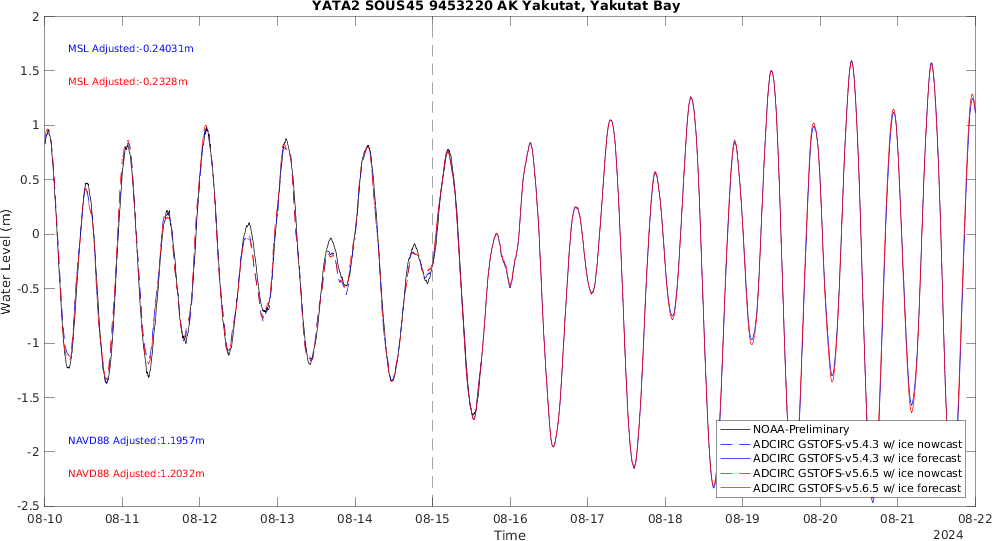 YATA2 SOUS45 9453220 AK Yakutat, Yakutat Bay
2
1.5
1
0.5
0
-0.5
-1
-1.5
-2
-2.5
Water Level (m)
MSL Adjusted:-0.24031m
MSL Adjusted:-0.2328m
NAVD88 Adjusted:1.1957m
NAVD88 Adjusted:1.2032m
NOAA-Preliminary
ADCIRC GSTOFS-v5.4.3 w/ ice nowcast
ADCIRC GSTOFS-v5.4.3 w/ ice forecast
ADCIRC GSTOFS-v5.6.5 w/ ice nowcast
ADCIRC GSTOFS-v5.6.5 w/ ice forecast
08-10 08-11 08-12 08-13 08-14 08-15 08-16 08-17 08-18 08-19 08-20 08-21 08-22
Time
2024